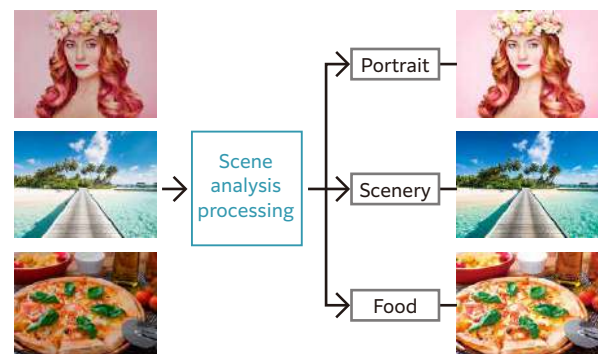 Scene
analysis
processing
Portrait
Scenery
Food